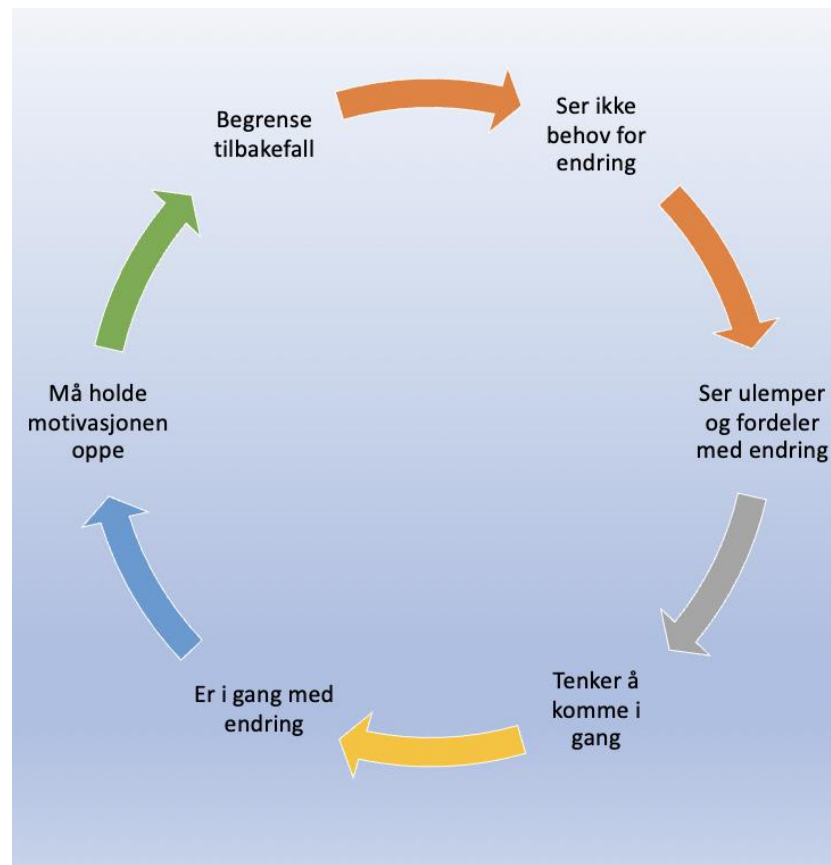 Begrense
tilbakefall
Ser ikke
behov for
endring
Ser ulemper
og fordeler
med endring
Tenker å
komme i
gang
Er i gang med
endring
Må holde
motivasjonen
oppe